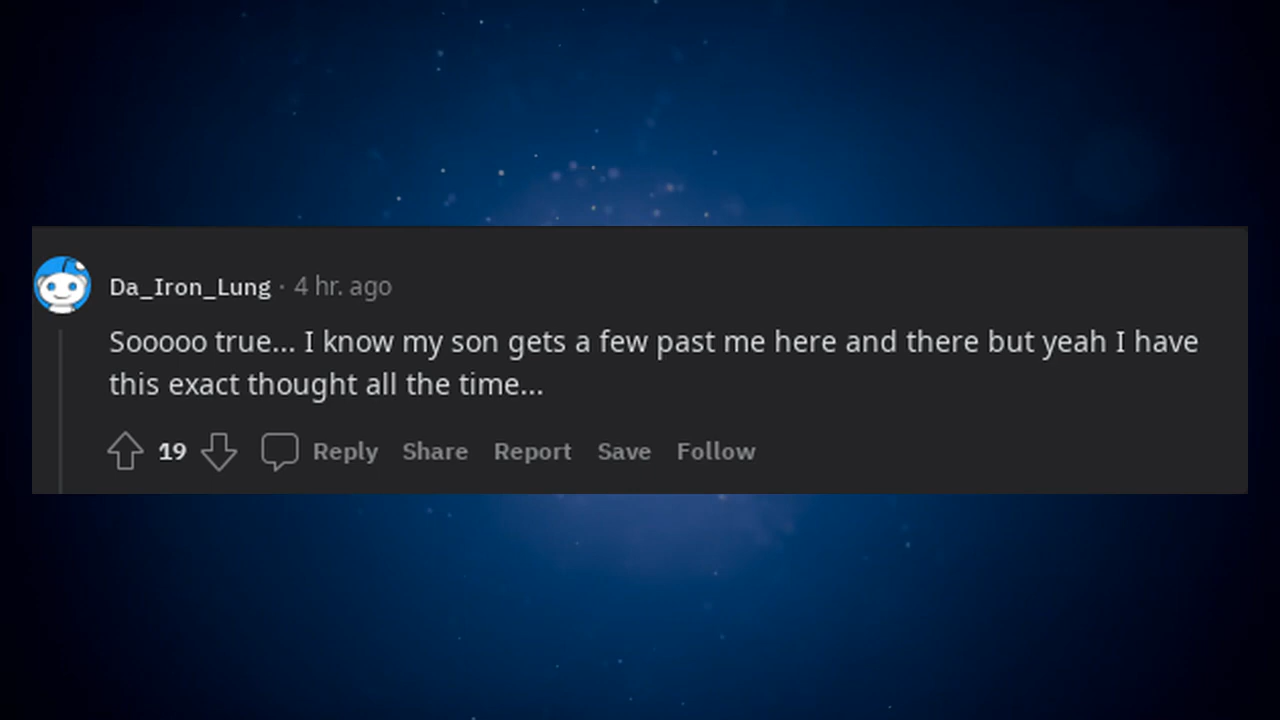 Da_Iron_Lung · 4 hr. ago
Sooooo true... I know my son gets a few past me here and there but yeah I have
this exact thought all the time...
19 Reply Share Report Save Follow